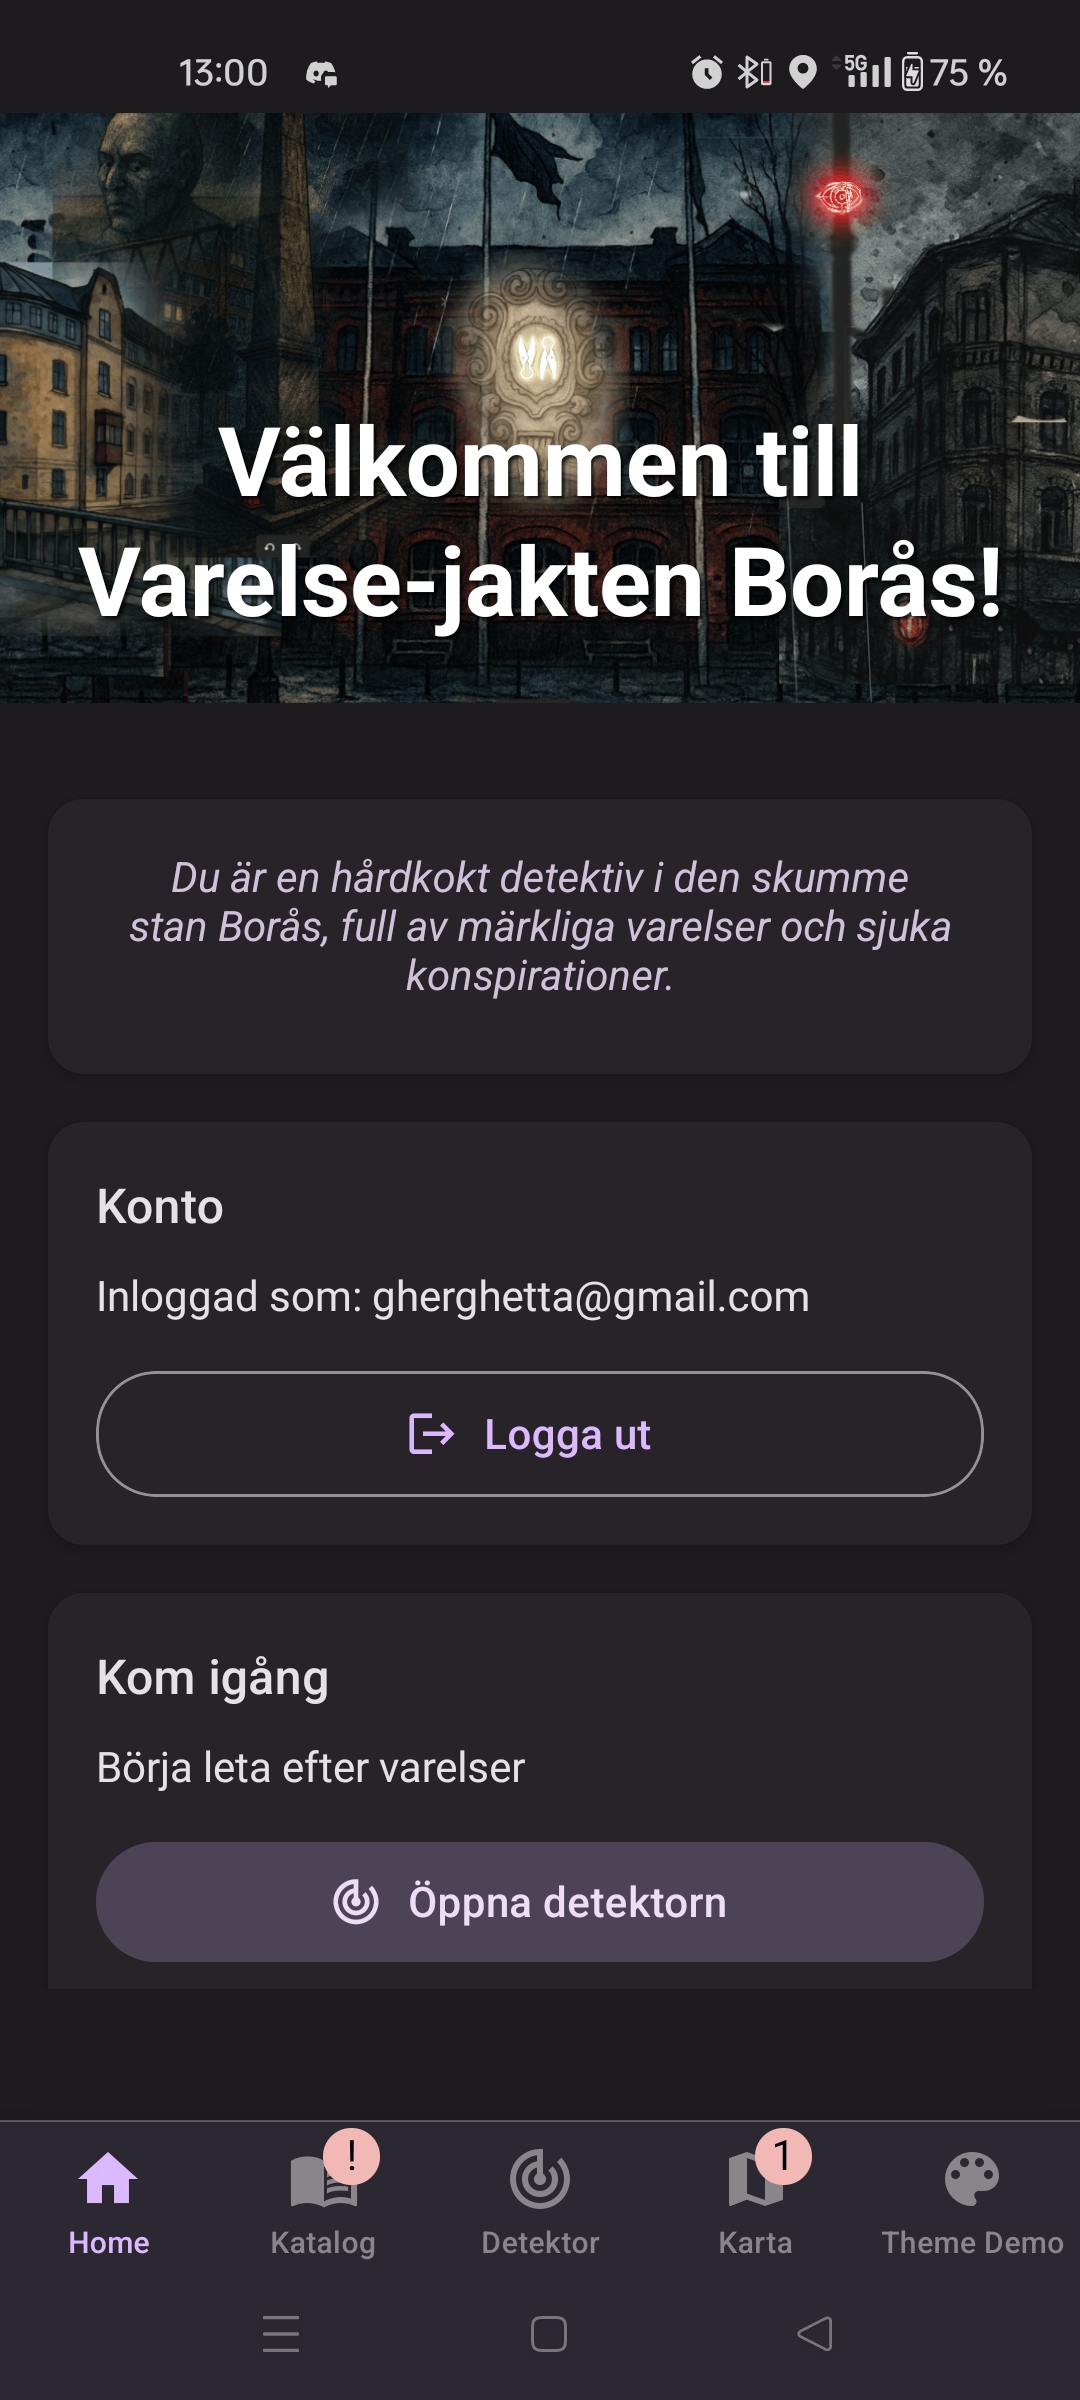 13:00
5G
75 %
Välkommen till
Varelse-jakten Borås!
Du är en hårdkokt detektiv i den skumme
stan Borås, full av märkliga varelser och sjuka
konspirationer.
Konto
Inloggad som: gherghetta@gmail.com
Logga ut
Kom igång
Börja leta efter varelser
Öppna detektorn
!
1
Home
Katalog
Detektor
Karta
Theme Demo